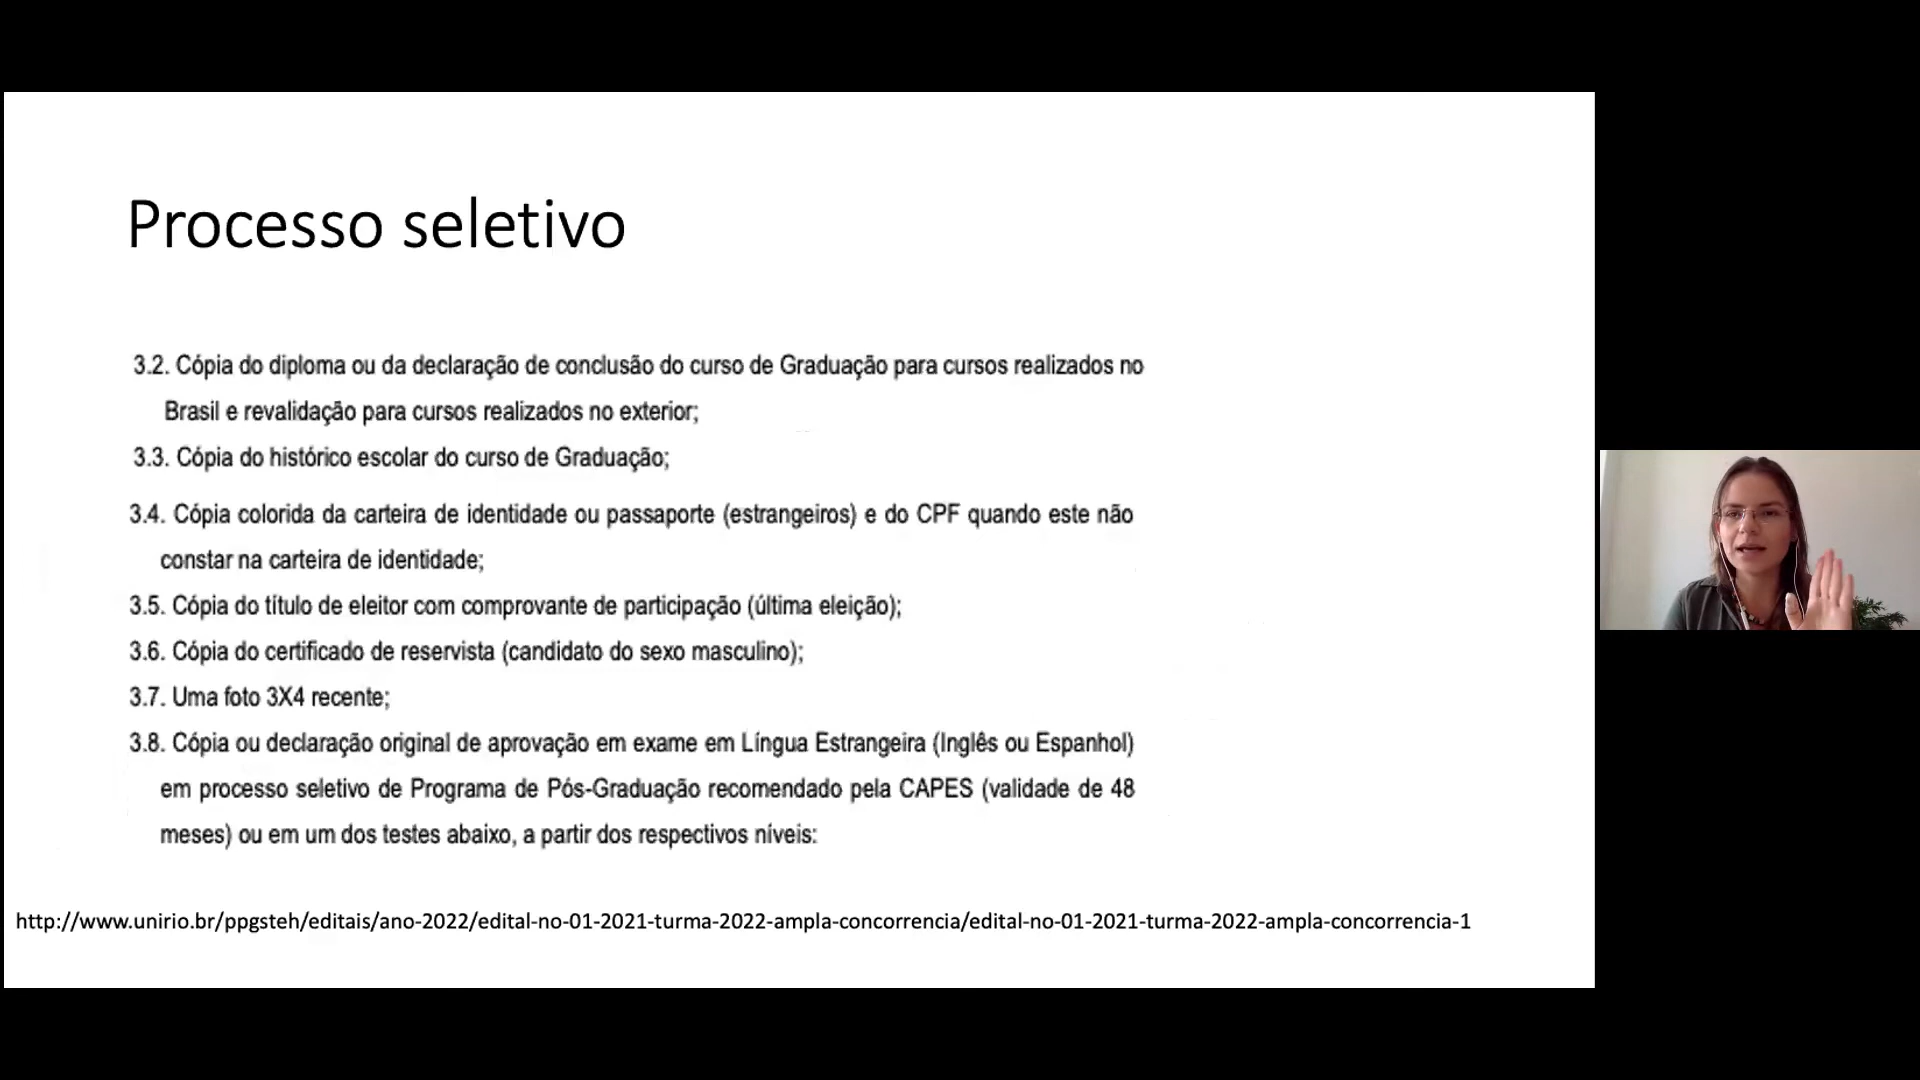 Processo seletivo
3.2. Cópia do diploma ou da declaração de conclusão do curso de Graduação para cursos realizados no
Brasil e revalidação para cursos realizados no exterior;
3.3. Cópia do histórico escolar do curso de Graduação;
3.4. Cópia colorida da carteira de identidade ou passaporte (estrangeiros) e do CPF quando este não
constar na carteira de identidade;
3.5. Cópia do título de eleitor com comprovante de participação (última eleição);
3.6. Cópia do certificado de reservista (candidato do sexo masculino);
3.7. Uma foto 3X4 recente;
3.8. Cópia ou declaração original de aprovação em exame em Língua Estrangeira (Inglês ou Espanhol)
em processo seletivo de Programa de Pós-Graduação recomendado pela CAPES (validade de 48
meses) ou em um dos testes abaixo, a partir dos respectivos níveis:
http://www.unirio.br/ppgsteh/editais/ano-2022/edital-no-01-2021-turma-2022-ampla-concorrencia/edital-no-01-2021-turma-2022-ampla-concorrencia-1